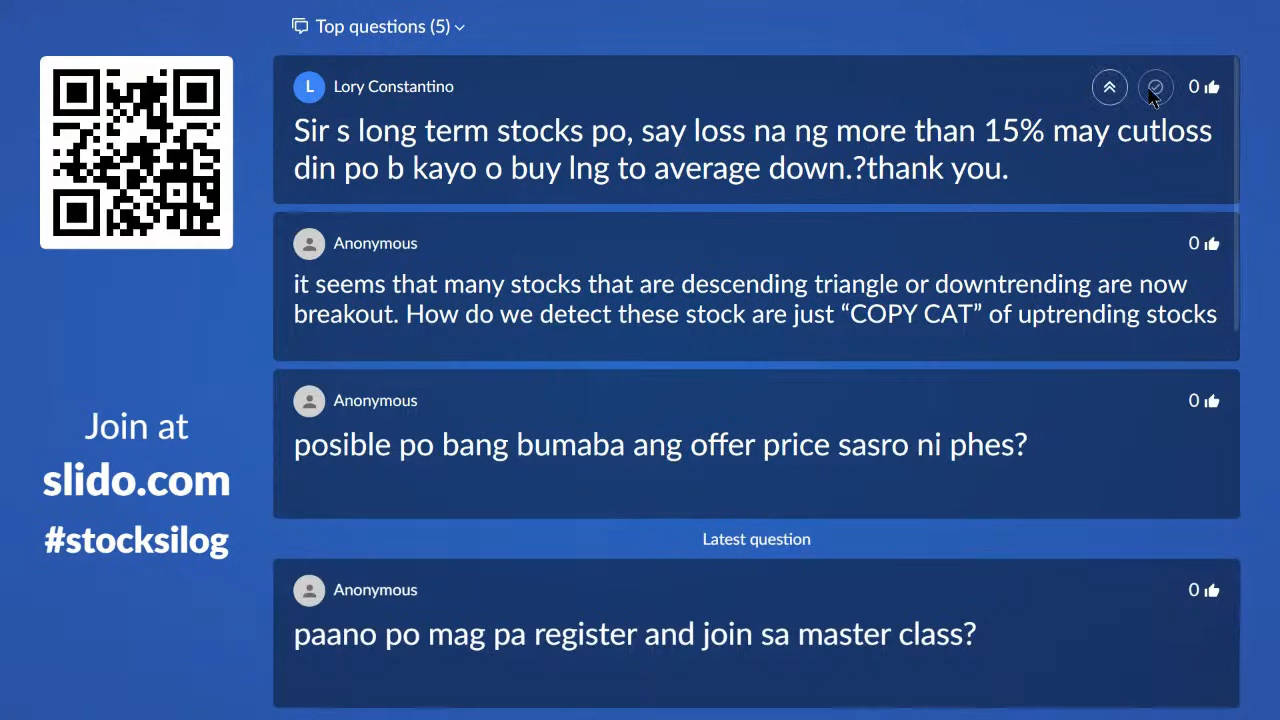 Top questions (5)
L
Lory Constantino
0
Sir s long term stocks po, say loss na ng more than 15% may cutloss
din po b kayo o buy lng to average down.?thank you.
Anonymous
0
it seems that many stocks that are descending triangle or downtrending are now
breakout. How do we detect these stock are just “COPY CAT” of uptrending stocks
Anonymous
0
posible po bang bumaba ang offer price sasro ni phes?
Latest question
Anonymous
0
paano po mag pa register and join sa master class?
Join at
slido.com
#stocksilog